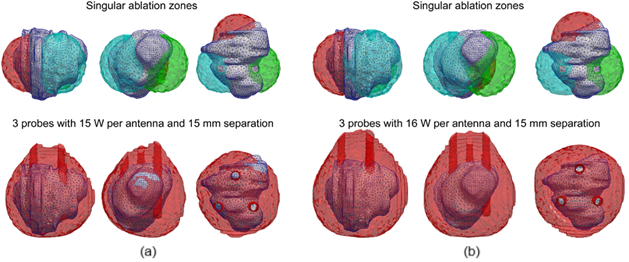 Singular ablation zones
Singular ablation zones
3 probes with 15 W per antenna and 15 mm separation
3 probes with 16 W per antenna and 15 mm separation
(a)
(b)